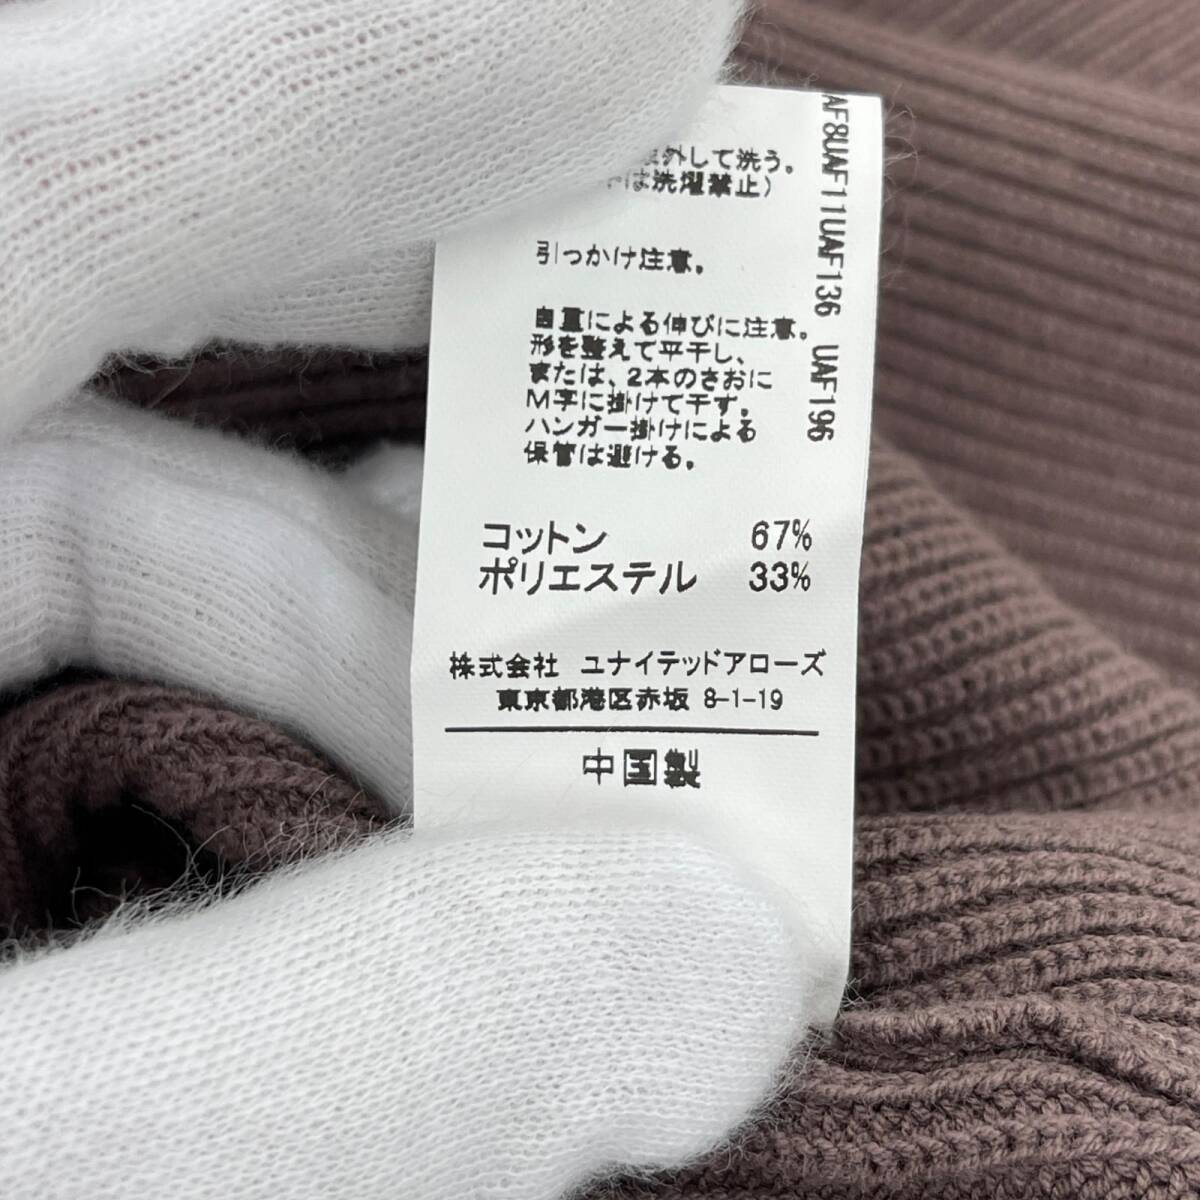 外して洗う。
は洗濯禁止）
引っかけ注意。
自重による伸びに注意。
形を整えて平干し、
または、2本のさおに
M字に掛けて干す。
ハンガー掛けによる
保管は避ける。
コットン 67%
ポリエステル 33%
株式会社 ユナイテッドアローズ
東京都港区赤坂 8-1-19
中国製
AF8UAF11UAF136 UAF196